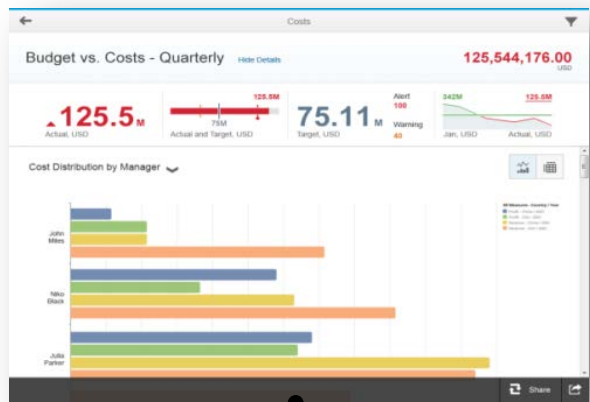 Costs
Budget vs. Costs - Quarterly Hide Details
125,544,176.00
USD
125.5 M
Actual, USD
125.5M
75M
Actual and Target, USD
75.11 M
Target, USD
Alert
100
Warning
40
342M
125.6M
Jan, USD
Actual, USD
Cost Distribution by Manager
John
Miles
Niko
Black
Julia
Parker
Share